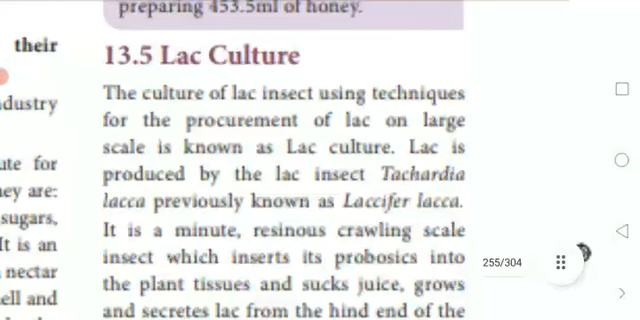 preparing 453.5ml of honey.
their
13.5 Lac Culture
The culture of lac insect using techniques
dustry
for the procurement of lac on large
scale is known as Lac culture. Lac is
ute for
produced by the lac insect Tachardia
ey are:
lacca previously known as Laccifer lacca.
sugars,
It is a minute, resinous crawling scale
It is an
insect which inserts its probosics into
255/304
nectar
the plant tissues and sucks juice, grows
ell and
and secretes lac from the hind end of the